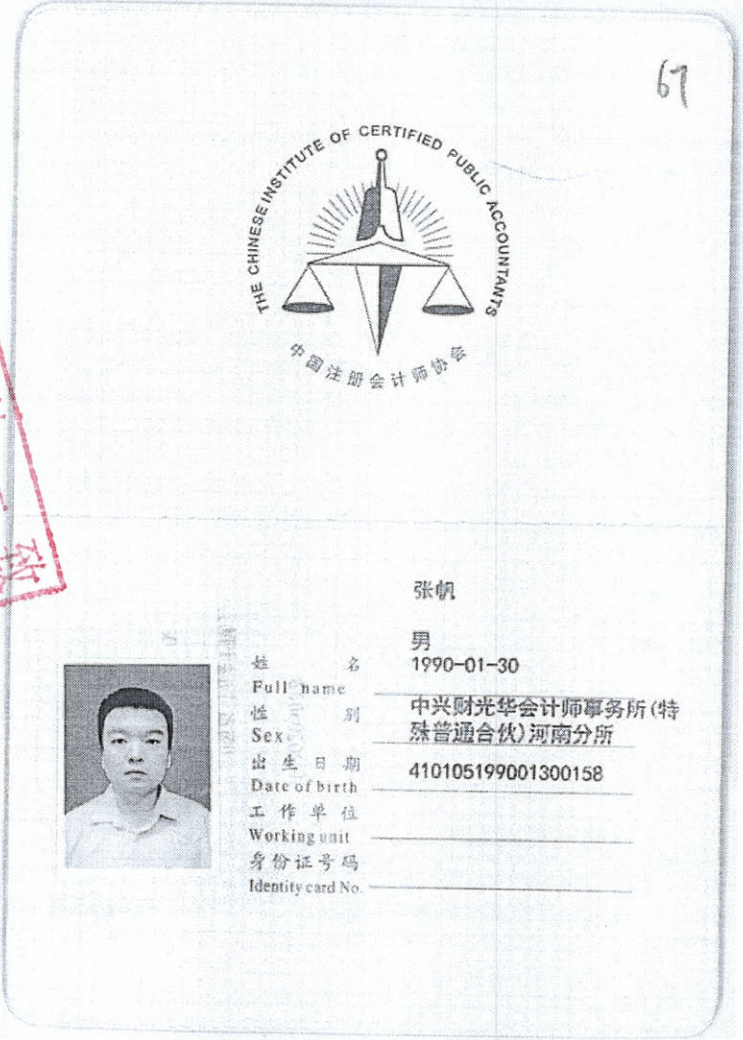 67
THE CHINESE INSTITUTE OF CERTIFIED PUBLIC ACCOUNTANTS
中国注册会计师协会
张帆
男
姓 名
1990-01-30
Full name
中兴财光华会计师事务所(特
性 别
殊普通合伙)河南分所
Sex
出生日期
410105199001300158
Date of birth
工作单位
Working unit
身份证号码
Identity card No.